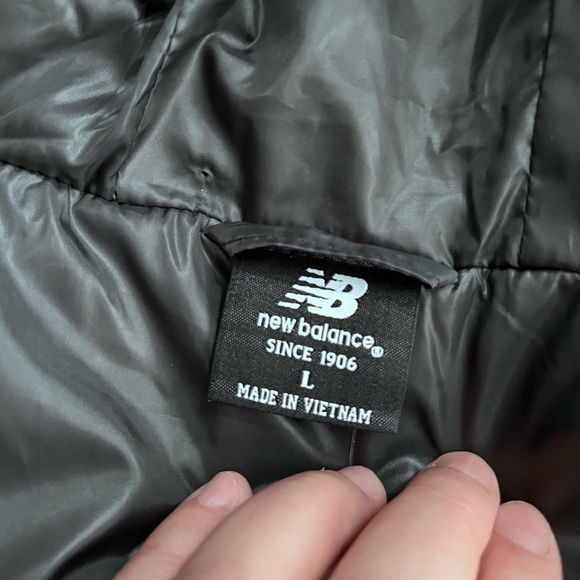 NB
new balance®
SINCE 1906
L
MADE IN VIETNAM